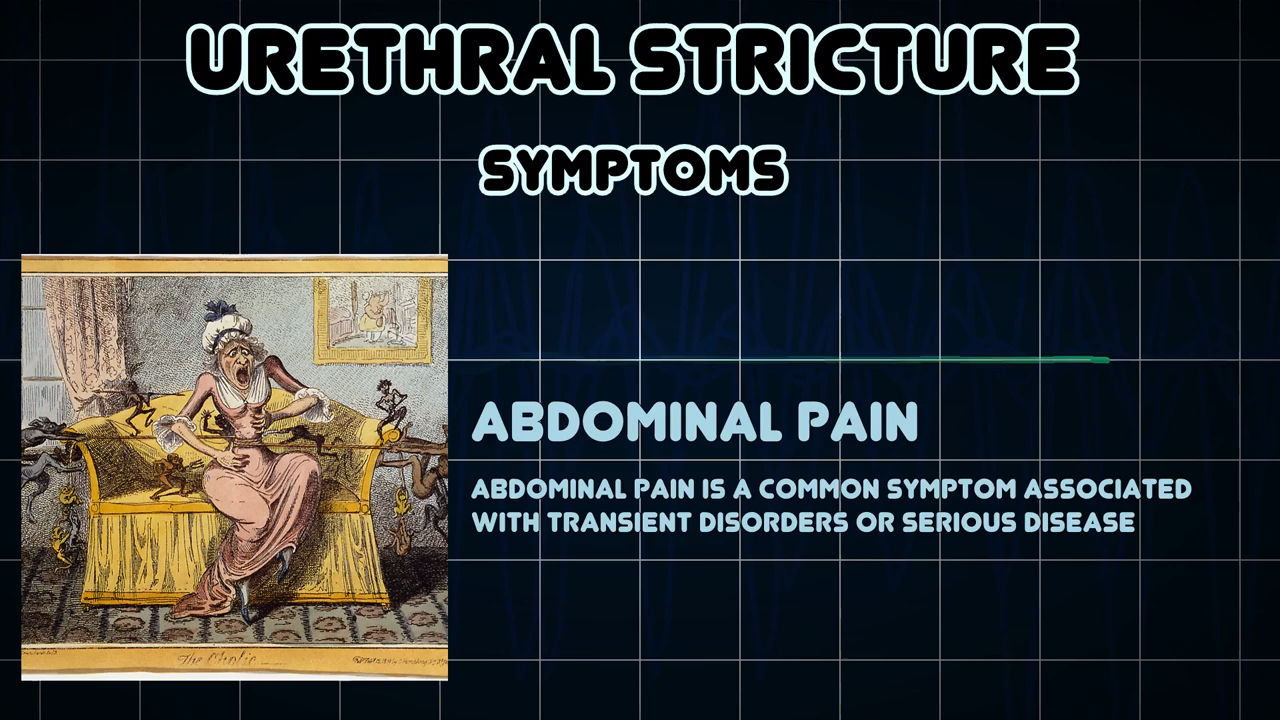 URETHRAL STRICTURE
SYMPTOMS
ABDOMINAL PAIN
ABDOMINAL PAIN IS A COMMON SYMPTOM ASSOCIATED
WITH TRANSIENT DISORDERS OR SERIOUS DISEASE
The Cholic